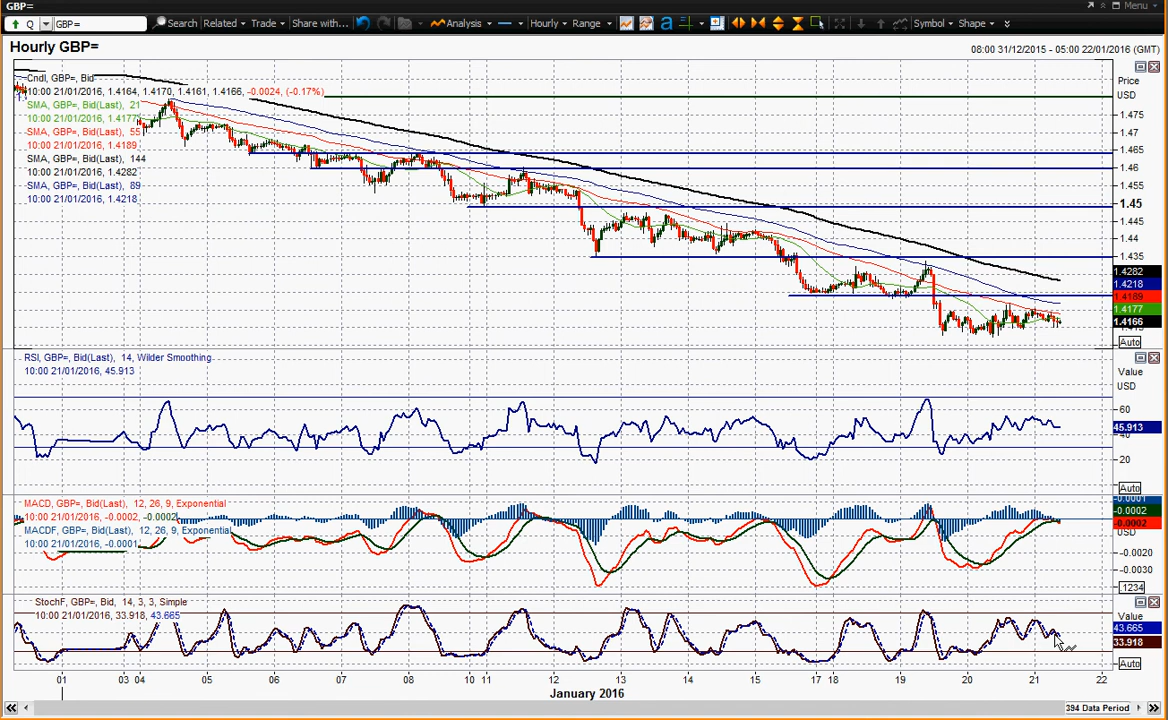 GBP=
Menu
Q GBP= Search Related Trade Share with... Analysis Hourly Range a Symbol Shape
Hourly GBP=
08:00 31/12/2015 - 05:00 22/01/2016 (GMT)
Cndl, GBP=, Bid
10:00 21/01/2016, 1.4164, 1.4170, 1.4161, 1.4166, -0.0024, (-0.17%)
SMA, GBP=, Bid(Last), 21
10:00 21/01/2016, 1.4177
SMA, GBP=, Bid(Last), 55
10:00 21/01/2016, 1.4189
SMA, GBP=, Bid(Last), 144
10:00 21/01/2016, 1.4282
SMA, GBP=, Bid(Last), 89
10:00 21/01/2016, 1.4218
Price
USD
1.475
1.47
1.465
1.46
1.455
1.45
1.445
1.44
1.435
1.4282
1.4218
1.4189
1.4177
1.4166
Auto
RSI, GBP=, Bid(Last), 14, Wilder Smoothing
10:00 21/01/2016, 45.913
Value
USD
60
45.913
40
20
Auto
MACD, GBP=, Bid(Last), 12, 26, 9, Exponential
10:00 21/01/2016, -0.0002, -0.0002
MACDF, GBP=, Bid(Last), 12, 26, 9, Exponential
10:00 21/01/2016, -0.0001
-0.0001
-0.0002
-0.0002
USD
-0.0020
-0.0030
.1234
StochF, GBP=, Bid, 14, 3, 3, Simple
10:00 21/01/2016, 33.918, 43.665
Value
43.665
33.918
Auto
01 03 04 05 06 07 08 10 11 12 13 14 15 17 18 19 20 21 22
January 2016
394 Data Period